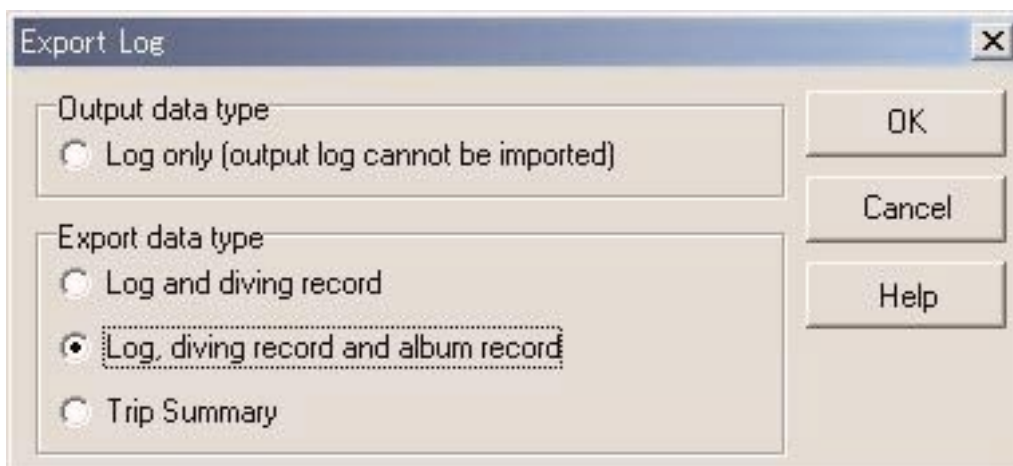 Export Log
Output data type
Log only (output log cannot be imported)
Export data type
Log and diving record
Log, diving record and album record
Trip Summary
OK
Cancel
Help